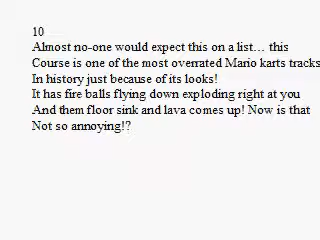 10
Almost no-one would expect this on a list… this
Course is one of the most overrated Mario karts tracks
In history just because of its looks!
It has fire balls flying down exploding right at you
And them floor sink and lava comes up! Now is that
Not so annoying!?